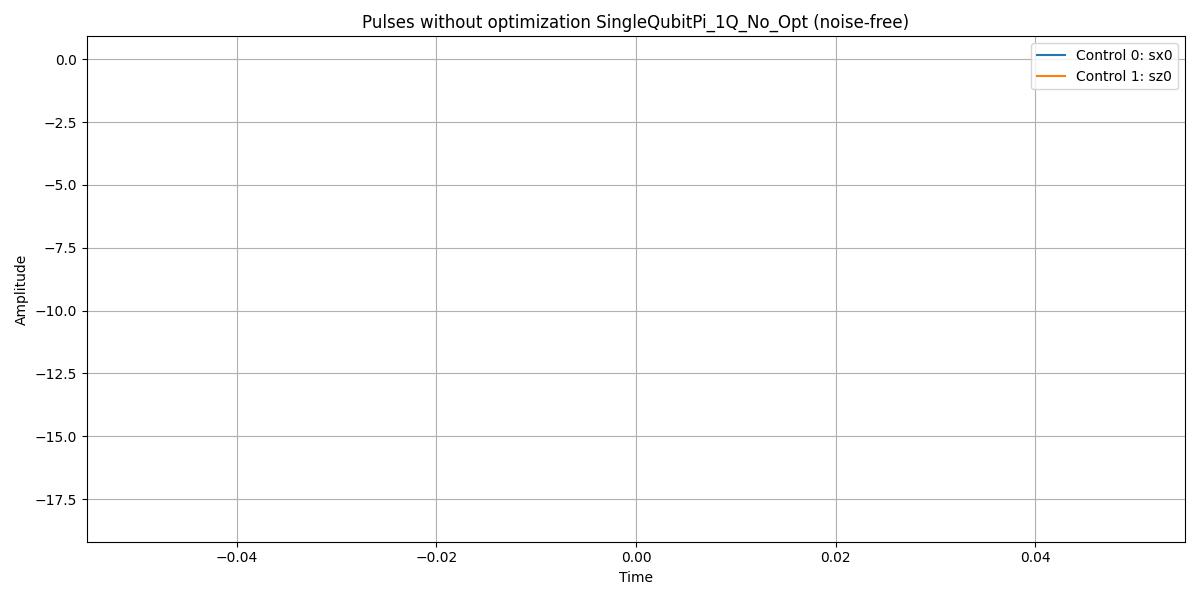 Pulses without optimization SingleQubitPi_1Q_No_Opt (noise-free)
Control 0: sx0
Control 1: sz0
0.0
−2.5
−5.0
−7.5
−10.0
−12.5
−15.0
−17.5
Amplitude
−0.04
−0.02
0.00
0.02
0.04
Time